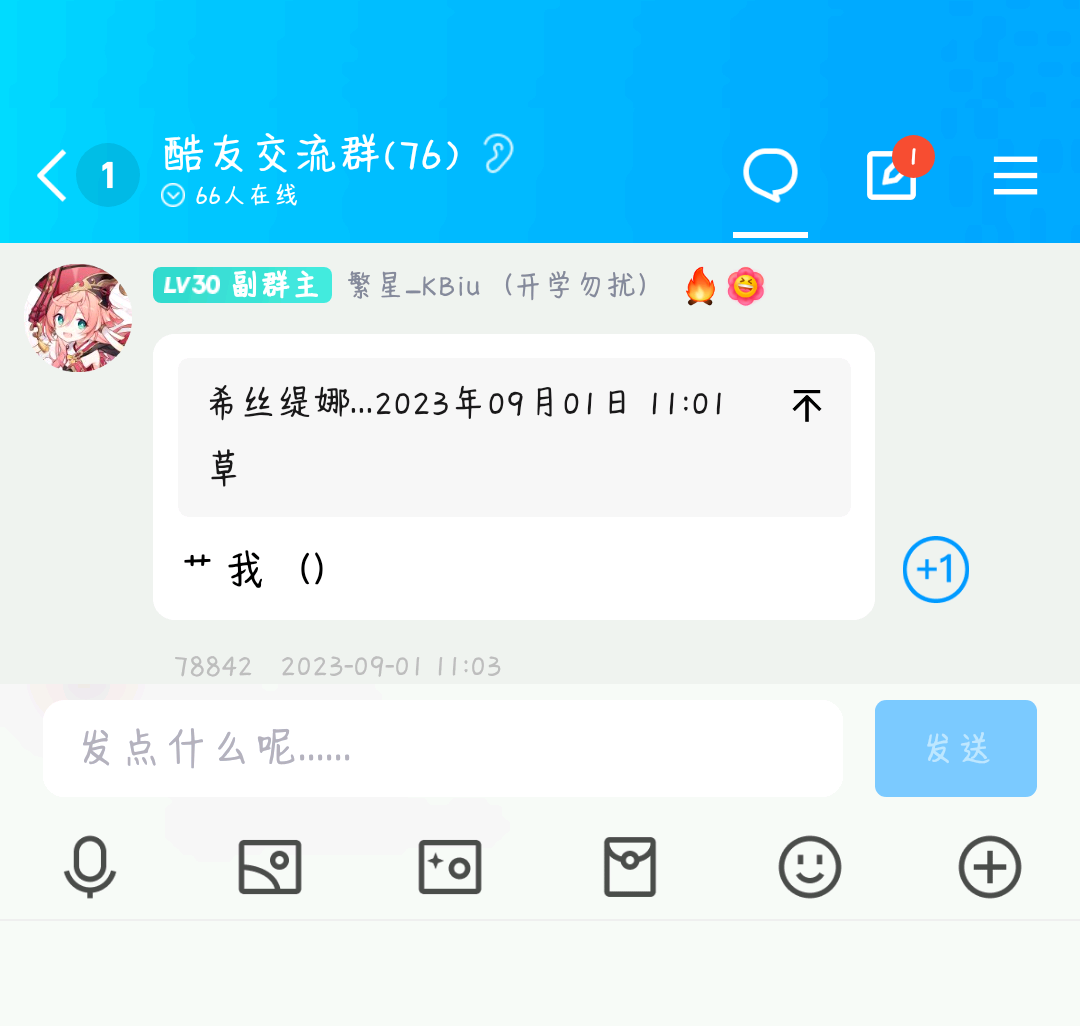 1
酷友交流群(76)
66人在线
1
LV30 副群主 繁星_KBiu（开学勿扰）
希丝缇娜...2023年09月01日 11:01
草
艹 我 （）
+1
78842 2023-09-01 11:03
发点什么呢......
发送